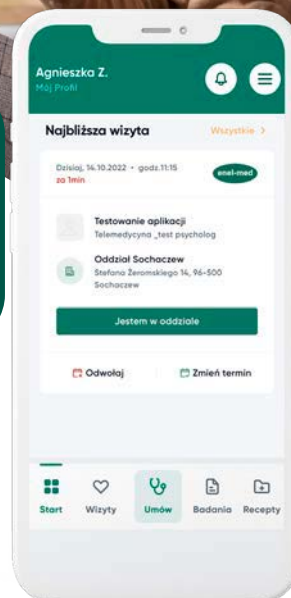 Agnieszka Z.
Mój Profil
Najbliższa wizyta
Wszystkie >
Dzisiaj, 14.10.2022 • godz.11:15
za 1min
enel-med
Testowanie aplikacji
Telemedycyna _test psycholog
Oddział Sochaczew
Stefana Żeromskiego 14, 96-500
Sochaczew
Jestem w oddziale
Odwołaj
Zmień termin
Start
Wizyty
Umów
Badania
Recepty